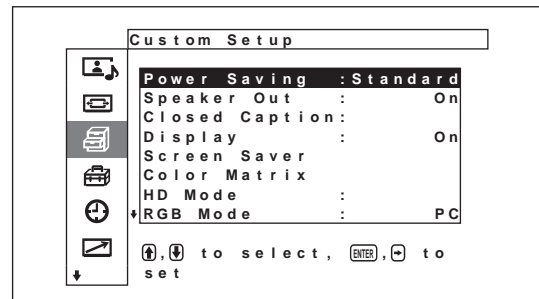 Custom Setup
Power Saving :Standard
Speaker Out : On
Closed Caption:
Display : On
Screen Saver
Color Matrix
HD Mode :
RGB Mode : PC
, to select, ENTER, to
set